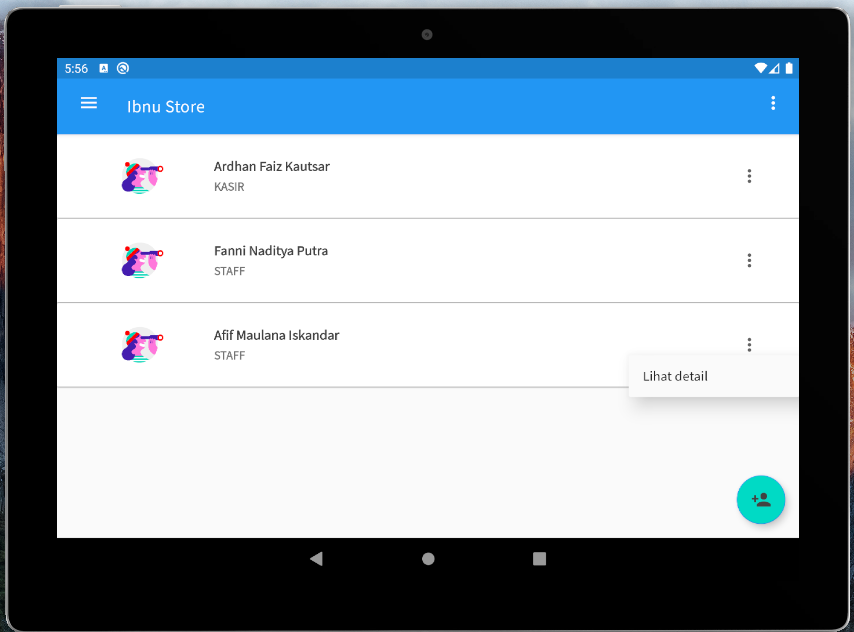 5:56
Ibnu Store
Ardhan Faiz Kautsar
KASIR
Fanni Naditya Putra
STAFF
Afif Maulana Iskandar
STAFF
Lihat detail